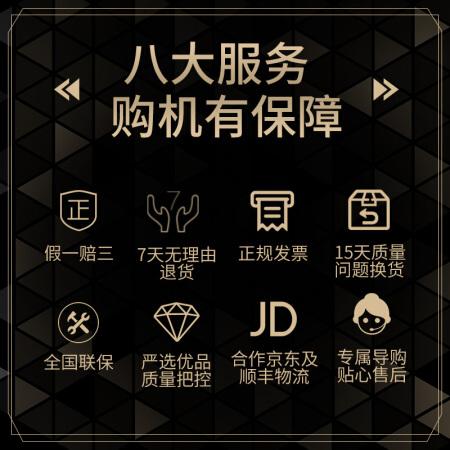 八大服务
购机有保障
正
7
假一赔三
7天无理由
退货
正规发票
15天质量
问题换货
JD
全国联保
严选优品
质量把控
合作京东及
顺丰物流
专属导购
贴心售后